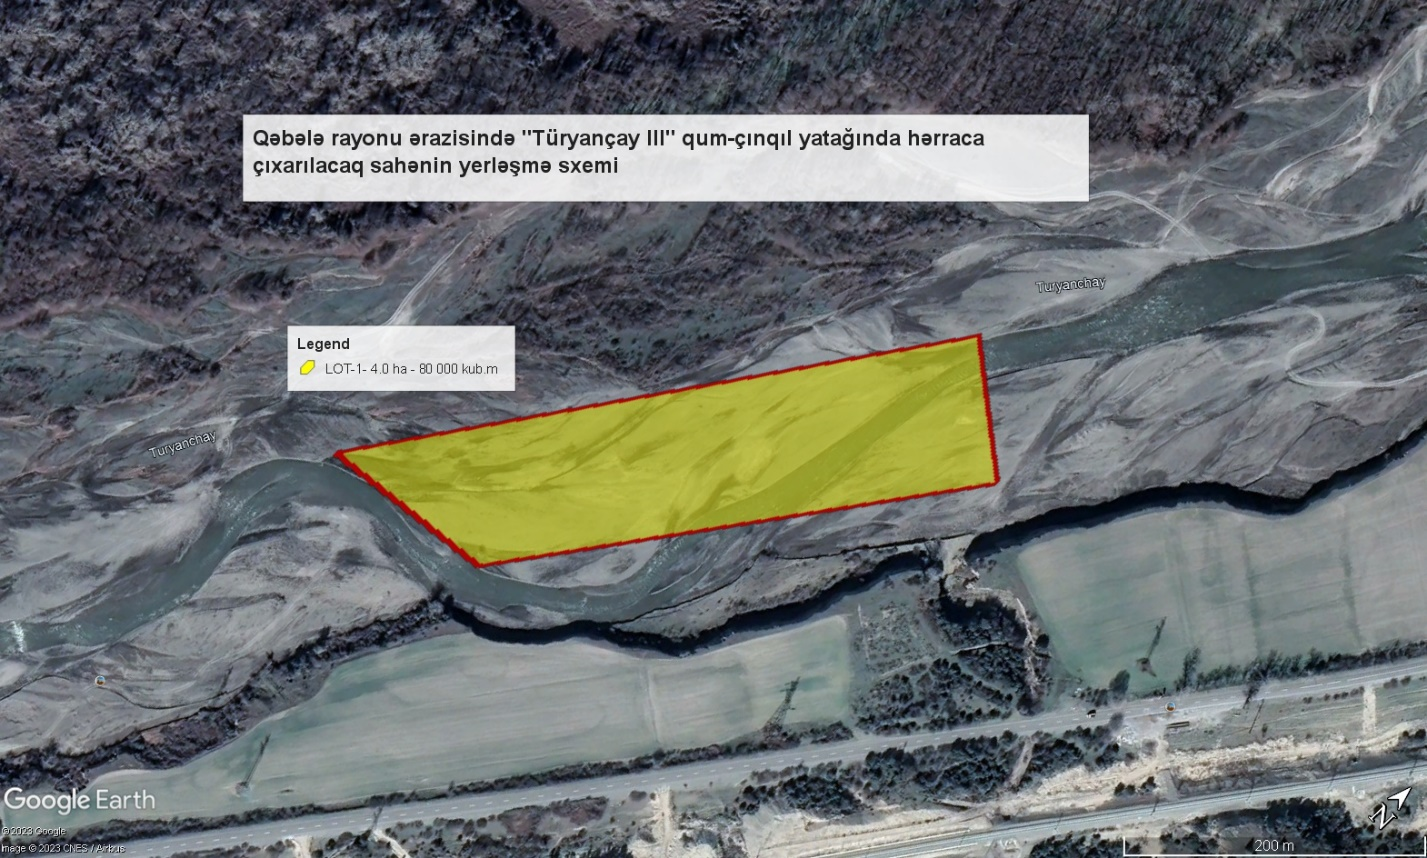 Qəbələ rayonu ərazisində "Türyançay III" qum-çınqıl yatağında hərraca
çıxarılacaq sahənin yerləşmə sxemi
Turyanchay
Legend
LOT-1- 4.0 ha - 80 000 kub.m
Turyanchay
Google Earth
© 2023 Google
Image © 2023 CNES / Airbus
N
200 m